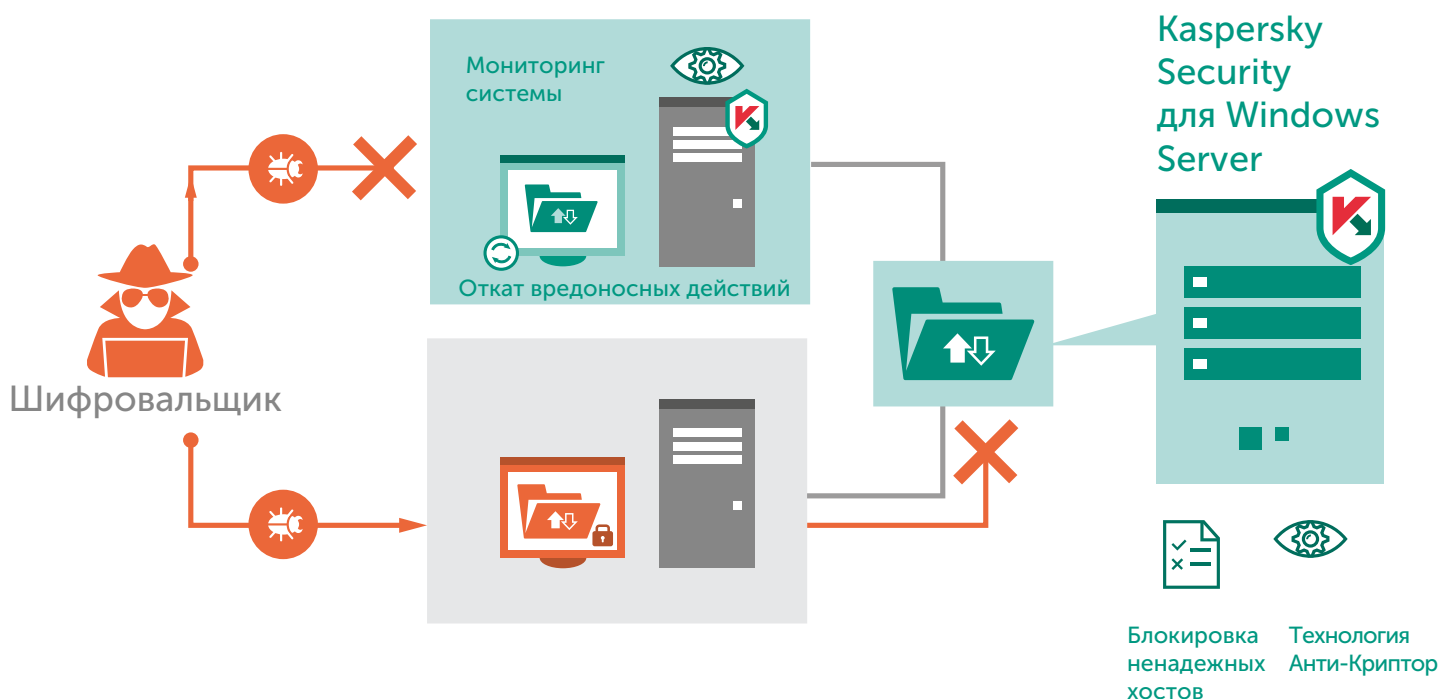 Мониторинг
системы
Откат вредоносных действий
Шифровальщик
Kaspersky
Security
для Windows
Server
Блокировка
ненадежных
хостов
Технология
Анти-Криптор